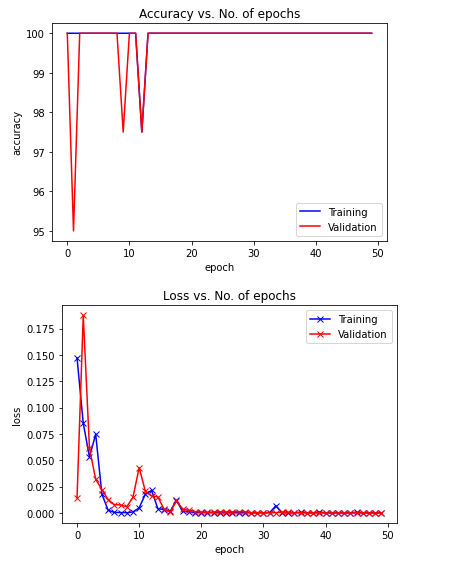 Accuracy vs. No. of epochs
100
99
98
97
96
95
accuracy
0
10
20
30
40
50
epoch
Training
Validation
Loss vs. No. of epochs
Training
Validation
0.175
0.150
0.125
0.100
0.075
0.050
0.025
0.000
loss
0
10
20
30
40
50
epoch